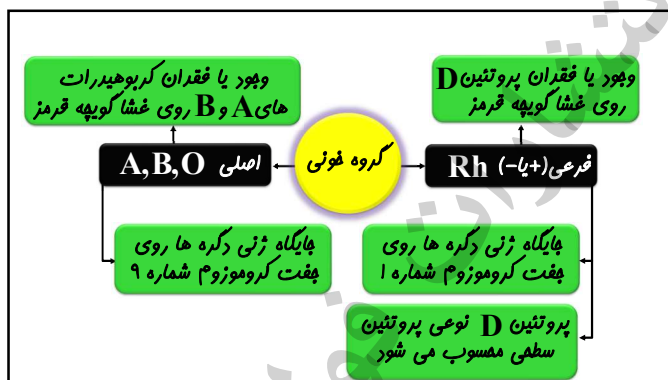 وجود یا فقدان کربوهیدرات
های A و B روی غشا گویچه قرمز
وجود یا فقدان پروتئین D
روی غشا گویچه قرمز
اصلی A,B,O
گروه خونی
فرعی(+یا-) Rh
جایگاه ژنی دگره ها روی
جفت کروموزوم شماره ۹
جایگاه ژنی دگره ها روی
جفت کروموزوم شماره ۱
پروتئین D نوعی پروتئین
سطحی محسوب می شود